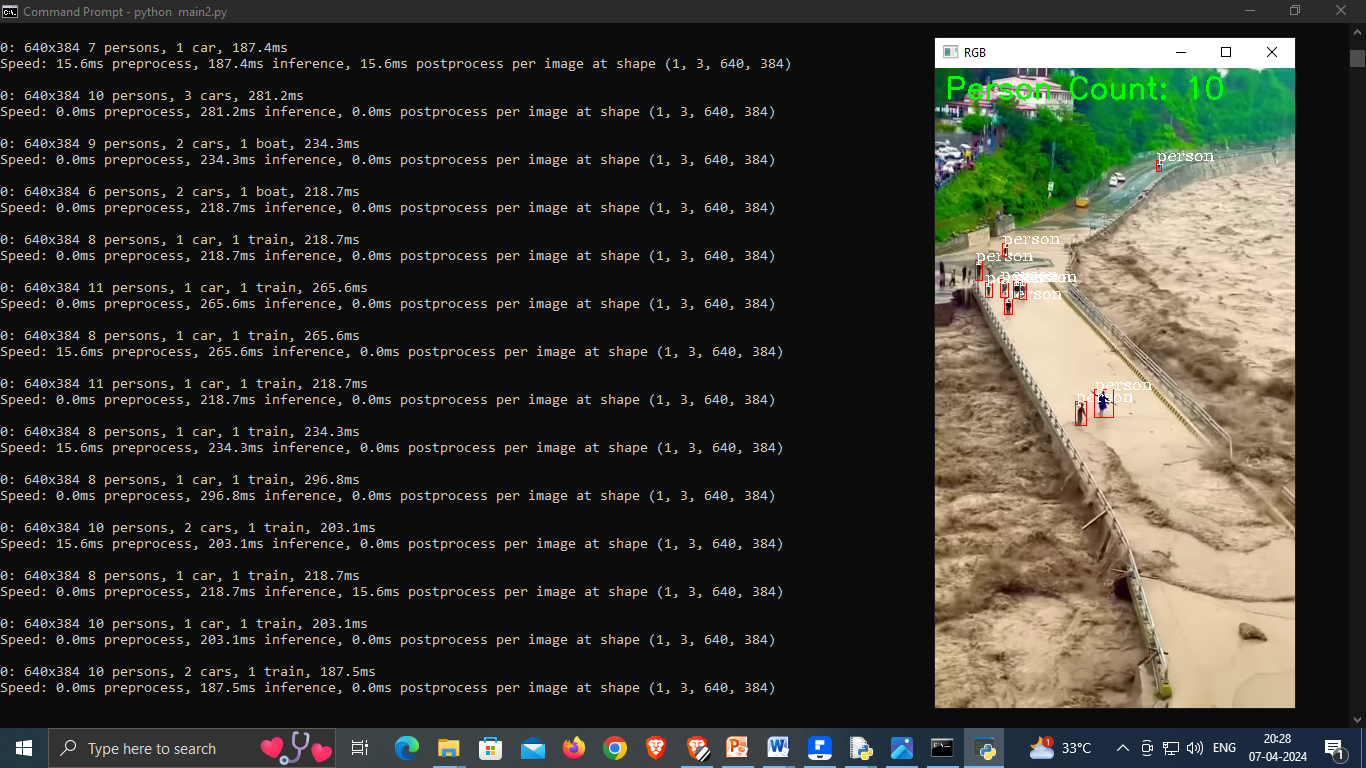 Command Prompt - python  main2.py
0: 640x384 7 persons, 1 car, 187.4ms
Speed: 15.6ms preprocess, 187.4ms inference, 15.6ms postprocess per image at shape (1, 3, 640, 384)
0: 640x384 10 persons, 3 cars, 281.2ms
Speed: 0.0ms preprocess, 281.2ms inference, 0.0ms postprocess per image at shape (1, 3, 640, 384)
0: 640x384 9 persons, 2 cars, 1 boat, 234.3ms
Speed: 0.0ms preprocess, 234.3ms inference, 0.0ms postprocess per image at shape (1, 3, 640, 384)
0: 640x384 6 persons, 2 cars, 1 boat, 218.7ms
Speed: 0.0ms preprocess, 218.7ms inference, 0.0ms postprocess per image at shape (1, 3, 640, 384)
0: 640x384 8 persons, 1 car, 1 train, 218.7ms
Speed: 0.0ms preprocess, 218.7ms inference, 0.0ms postprocess per image at shape (1, 3, 640, 384)
0: 640x384 11 persons, 1 car, 1 train, 265.6ms
Speed: 0.0ms preprocess, 265.6ms inference, 0.0ms postprocess per image at shape (1, 3, 640, 384)
0: 640x384 8 persons, 1 car, 1 train, 265.6ms
Speed: 15.6ms preprocess, 265.6ms inference, 0.0ms postprocess per image at shape (1, 3, 640, 384)
0: 640x384 11 persons, 1 car, 1 train, 218.7ms
Speed: 0.0ms preprocess, 218.7ms inference, 0.0ms postprocess per image at shape (1, 3, 640, 384)
0: 640x384 8 persons, 1 car, 1 train, 234.3ms
Speed: 15.6ms preprocess, 234.3ms inference, 0.0ms postprocess per image at shape (1, 3, 640, 384)
0: 640x384 8 persons, 1 car, 1 train, 296.8ms
Speed: 0.0ms preprocess, 296.8ms inference, 0.0ms postprocess per image at shape (1, 3, 640, 384)
0: 640x384 10 persons, 2 cars, 1 train, 203.1ms
Speed: 15.6ms preprocess, 203.1ms inference, 0.0ms postprocess per image at shape (1, 3, 640, 384)
0: 640x384 8 persons, 1 car, 1 train, 218.7ms
Speed: 0.0ms preprocess, 218.7ms inference, 15.6ms postprocess per image at shape (1, 3, 640, 384)
0: 640x384 10 persons, 1 car, 1 train, 203.1ms
Speed: 0.0ms preprocess, 203.1ms inference, 0.0ms postprocess per image at shape (1, 3, 640, 384)
0: 640x384 10 persons, 2 cars, 1 train, 187.5ms
Speed: 0.0ms preprocess, 187.5ms inference, 0.0ms postprocess per image at shape (1, 3, 640, 384)
RGB
Person Count: 10
person
person
person
person
person
person
person
Type here to search
33°C
ENG
20:28
07-04-2024